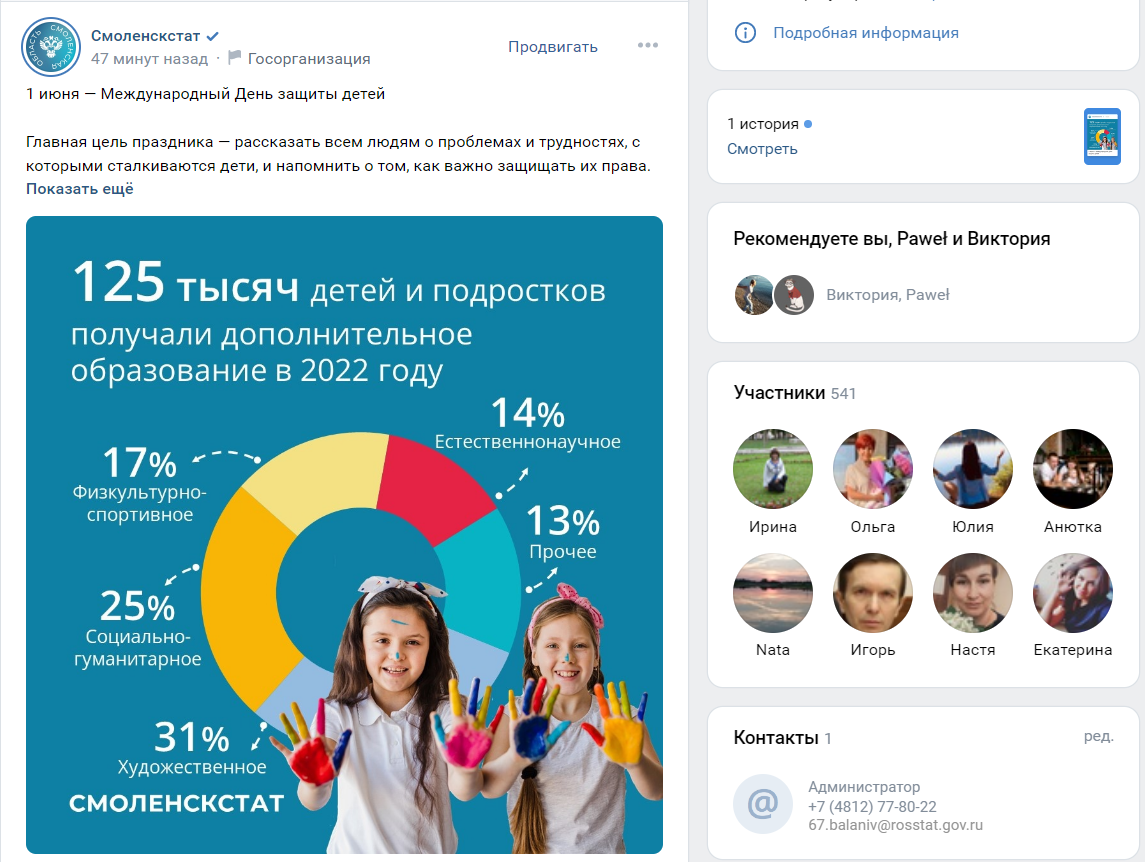 Смоленскстат
47 минут назад · Госорганизация
Продвигать
1 июня — Международный День защиты детей
Главная цель праздника — рассказать всем людям о проблемах и трудностях, с
которыми сталкиваются дети, и напомнить о том, как важно защищать их права.
Показать ещё
125 тысяч детей и подростков
получали дополнительное
образование в 2022 году
14%
Естественнонаучное
17%
Физкультурно-
спортивное
13%
Прочее
25%
Социально-
гуманитарное
31%
Художественное
СМОЛЕНСКСТАТ
Подробная информация
1 история
Смотреть
Рекомендуете вы, Paweł и Виктория
Виктория, Paweł
Участники 541
Ирина
Ольга
Юлия
Анютка
Nata
Игорь
Настя
Екатерина
Контакты 1
ред.
@
Администратор
+7 (4812) 77-80-22
67.balaniv@rosstat.gov.ru